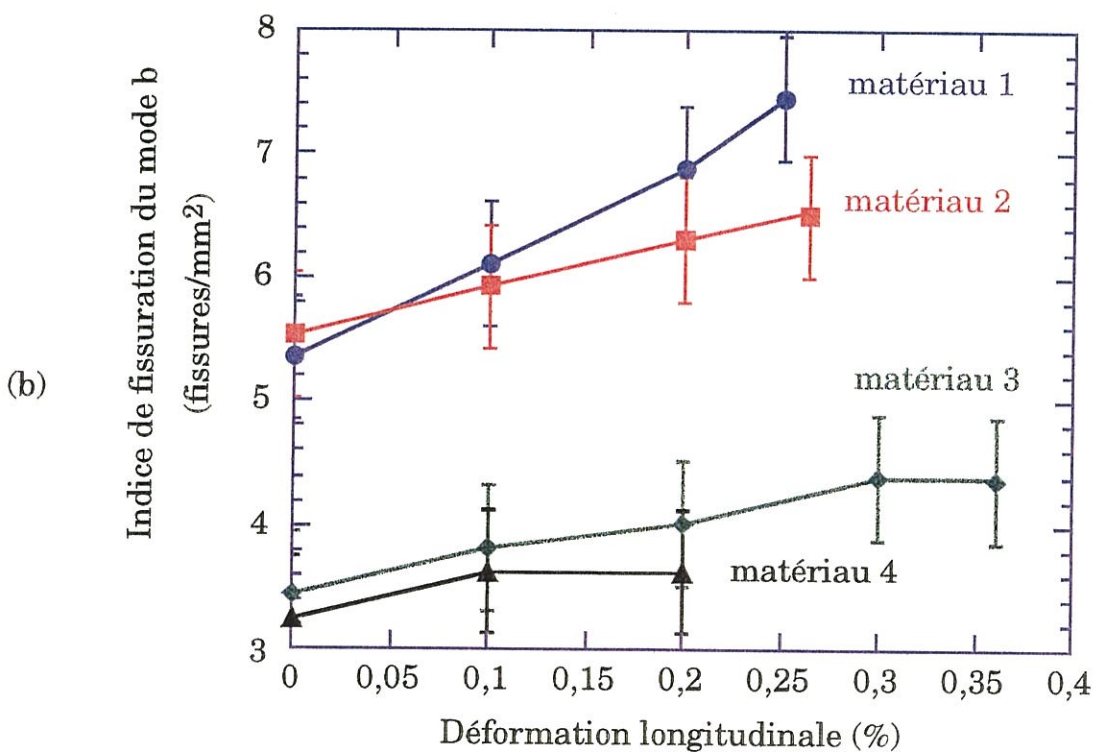 (b)
Indice de fissuration du mode b
(fissures/mm²)
8
7
6
5
4
3
matériau 1
matériau 2
matériau 3
matériau 4
0 0,05 0,1 0,15 0,2 0,25 0,3 0,35 0,4
Déformation longitudinale (%)